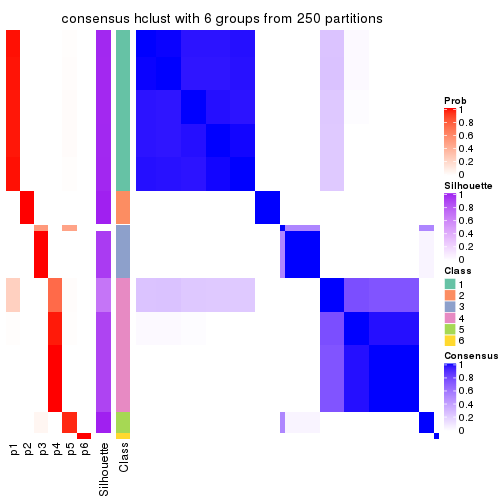 consensus hclust with 6 groups from 250 partitions
Prob
1
0.8
0.6
0.4
0.2
0
Silhouette
1
0.8
0.6
0.4
0.2
0
Class
1
2
3
4
5
6
Consensus
1
0.8
0.6
0.4
0.2
0
p1
p2
p3
p4
p5
p6
Silhouette
Class